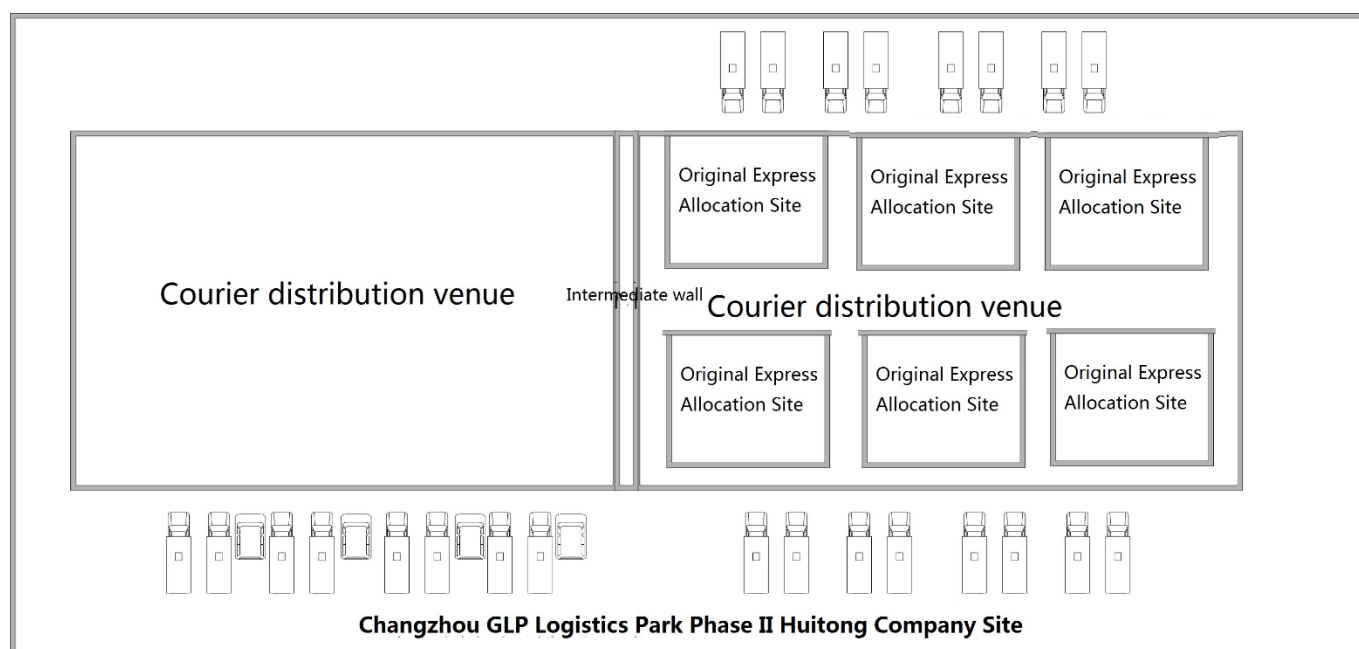 Original Express
Allocation Site
Original Express
Allocation Site
Original Express
Allocation Site
Courier distribution venue
Intermediate wall
Courier distribution venue
Original Express
Allocation Site
Original Express
Allocation Site
Original Express
Allocation Site
Changzhou GLP Logistics Park Phase II Huitong Company Site